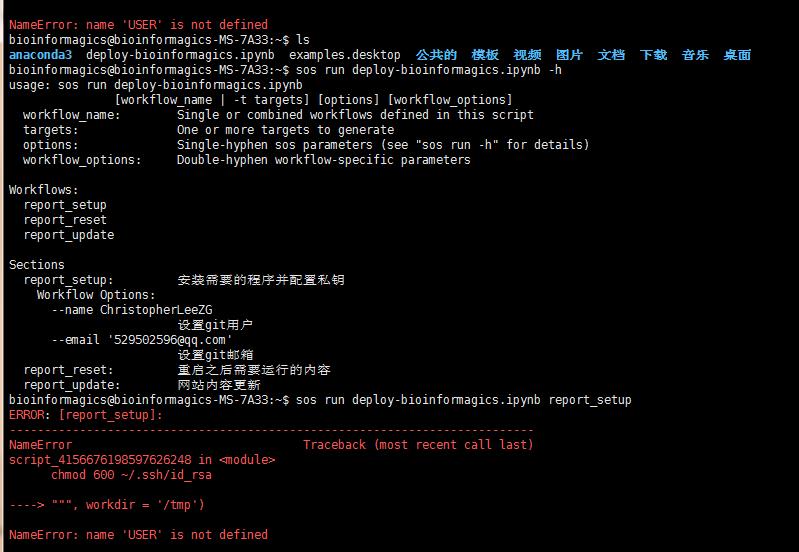 NameError: name 'USER' is not defined
bioinformagics@bioinformagics-MS-7A33:~$ ls
anaconda3  deploy-bioinformagics.ipynb  examples.desktop  公共的  模板  视频  图片  文档  下载  音乐  桌面
bioinformagics@bioinformagics-MS-7A33:~$ sos run deploy-bioinformagics.ipynb -h
usage: sos run deploy-bioinformagics.ipynb
[workflow_name | -t targets] [options] [workflow_options]
workflow_name:        Single or combined workflows defined in this script
targets:              One or more targets to generate
options:              Single-hyphen sos parameters (see "sos run -h" for details)
workflow_options:     Double-hyphen workflow-specific parameters
Workflows:
report_setup
report_reset
report_update
Sections
report_setup:         安装需要的程序并配置私钥
Workflow Options:
--name ChristopherLeeZG
设置git用户
--email '529502596@qq.com'
设置git邮箱
report_reset:         重启之后需要运行的内容
report_update:        网站内容更新
bioinformagics@bioinformagics-MS-7A33:~$ sos run deploy-bioinformagics.ipynb report_setup
ERROR: [report_setup]:
---------------------------------------------------------------------------
NameError                                 Traceback (most recent call last)
script_4156676198597626248 in <module>
chmod 600 ~/.ssh/id_rsa
----> """, workdir = '/tmp')
NameError: name 'USER' is not defined